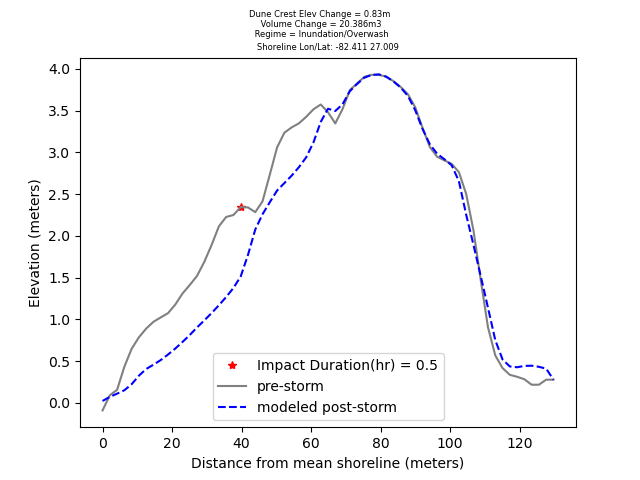 Dune Crest Elev Change = 0.83m
Volume Change = 20.386m3
Regime = Inundation/Overwash
Shoreline Lon/Lat: -82.411 27.009
4.0
3.5
3.0
2.5
2.0
1.5
1.0
0.5
0.0
Elevation (meters)
Impact Duration(hr) = 0.5
pre-storm
modeled post-storm
0 20 40 60 80 100 120
Distance from mean shoreline (meters)